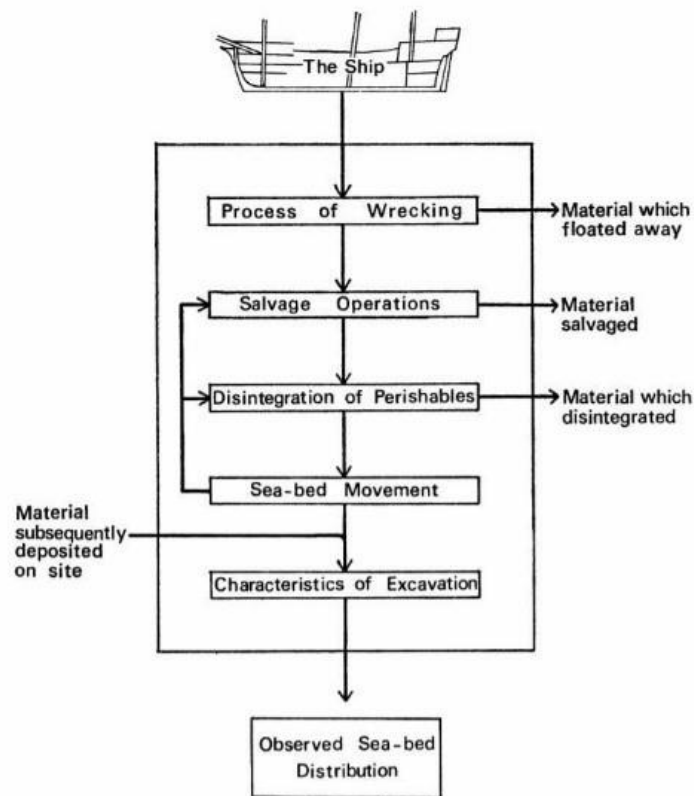 The Ship
Process of Wrecking
Material which
floated away
Salvage Operations
Material
salvaged
Disintegration of Perishables
Material which
disintegrated
Sea-bed Movement
Material
subsequently
deposited
on site
Characteristics of Excavation
Observed Sea-bed
Distribution